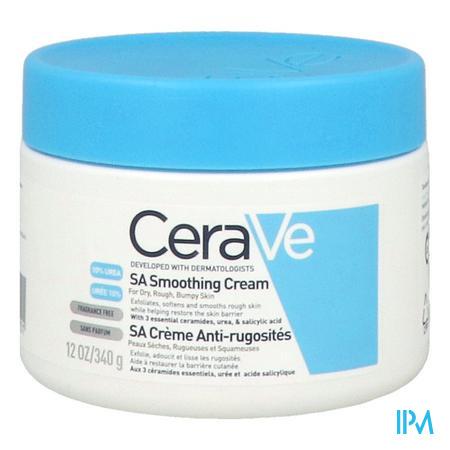 CeraVe
DEVELOPED WITH DERMATOLOGISTS
10% UREA
URÉE 10%
SA Smoothing Cream
For Dry, Rough, Bumpy Skin
Exfoliates, softens and smooths rough skin
while helping restore the skin barrier
With 3 essential ceramides, urea, & salicylic acid
FRAGRANCE FREE
SANS PARFUM
SA Crème Anti-rugosités
Peaux Sèches, Rugueuses et Squameuses
Exfolie, adoucit et lisse les rugosités
Aide à restaurer la barrière cutanée
Aux 3 céramides essentiels, urée et acide salicylique
12 OZ/340 g
IPM